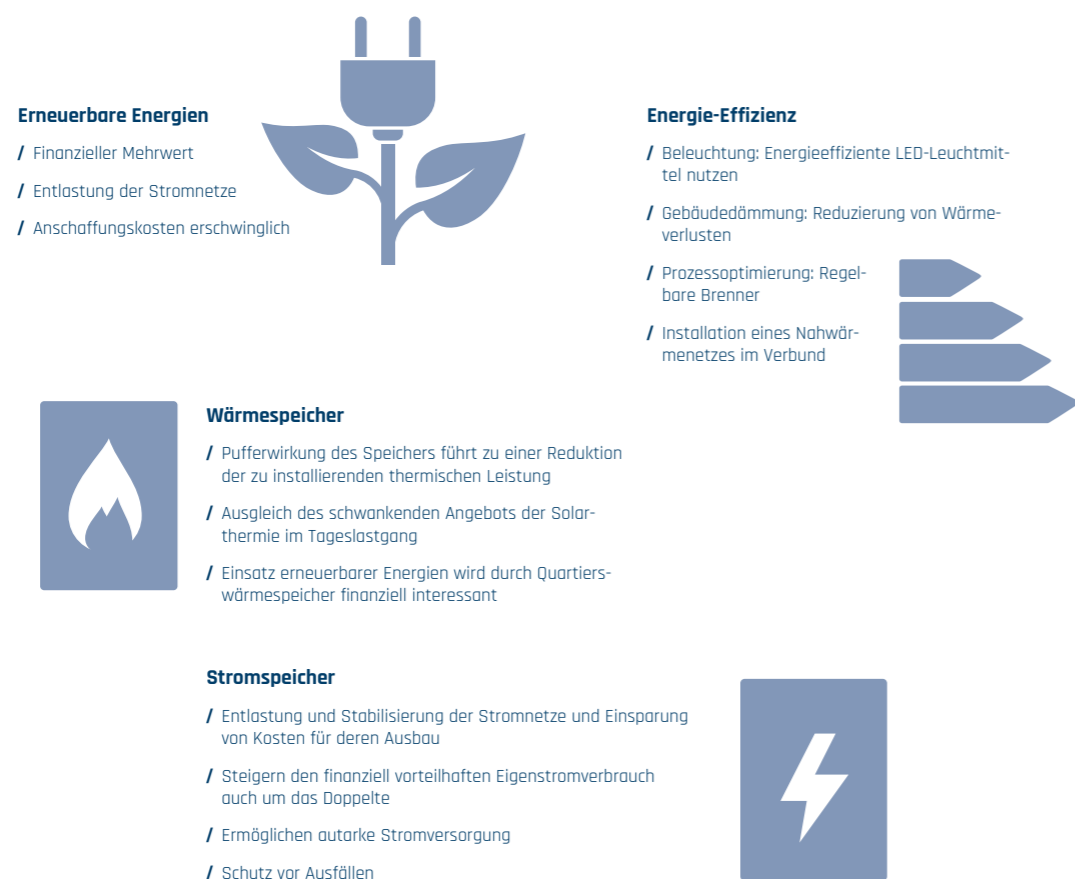 Erneuerbare Energien
/ Finanzieller Mehrwert
/ Entlastung der Stromnetze
/ Anschaffungskosten erschwinglich
Energie-Effizienz
/ Beleuchtung: Energieeffiziente LED-Leuchtmit-
tel nutzen
/ Gebäudedämmung: Reduzierung von Wärme-
verlusten
/ Prozessoptimierung: Regel-
bare Brenner
/ Installation eines Nahwär-
menetzes im Verbund
Wärmespeicher
/ Pufferwirkung des Speichers führt zu einer Reduktion
der zu installierenden thermischen Leistung
/ Ausgleich des schwankenden Angebots der Solar-
thermie im Tageslastgang
/ Einsatz erneuerbarer Energien wird durch Quartiers-
wärmespeicher finanziell interessant
Stromspeicher
/ Entlastung und Stabilisierung der Stromnetze und Einsparung
von Kosten für deren Ausbau
/ Steigern den finanziell vorteilhaften Eigenstromverbrauch
auch um das Doppelte
/ Ermöglichen autarke Stromversorgung
/ Schutz vor Ausfällen